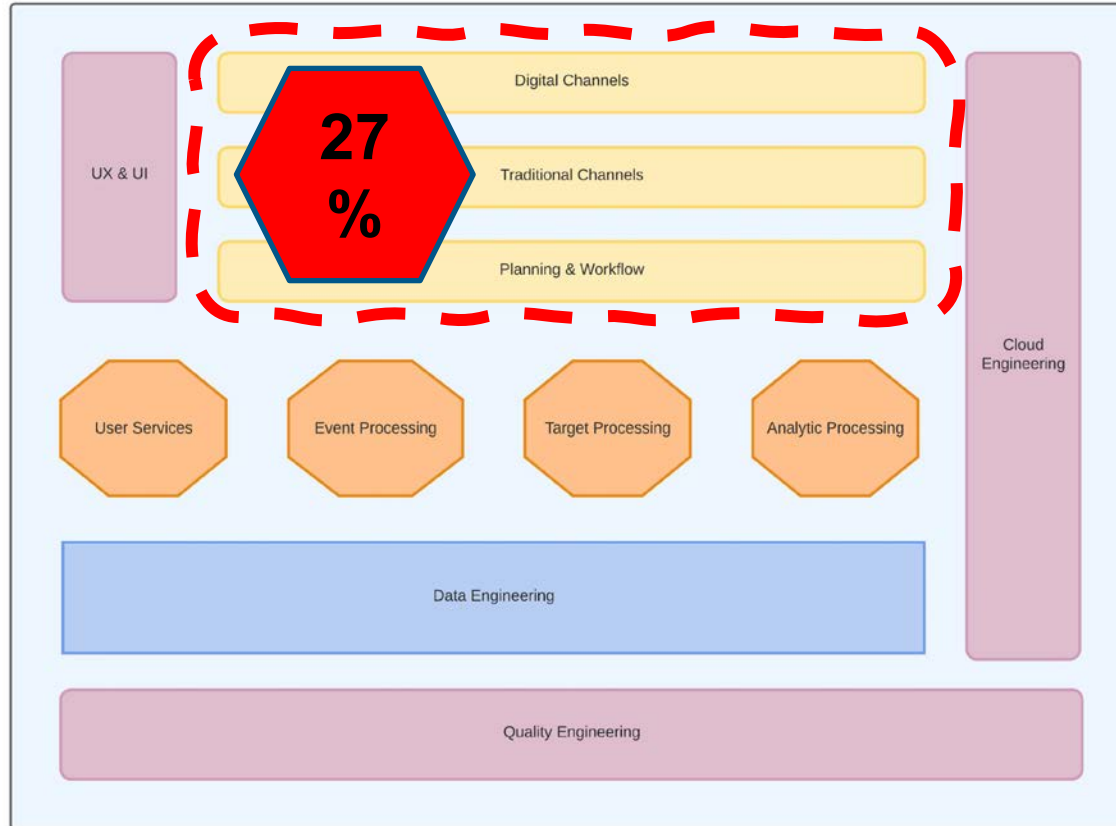 Digital Channels
27
%
UX & UI
Traditional Channels
Planning & Workflow
Cloud
Engineering
User Services
Event Processing
Target Processing
Analytic Processing
Data Engineering
Quality Engineering